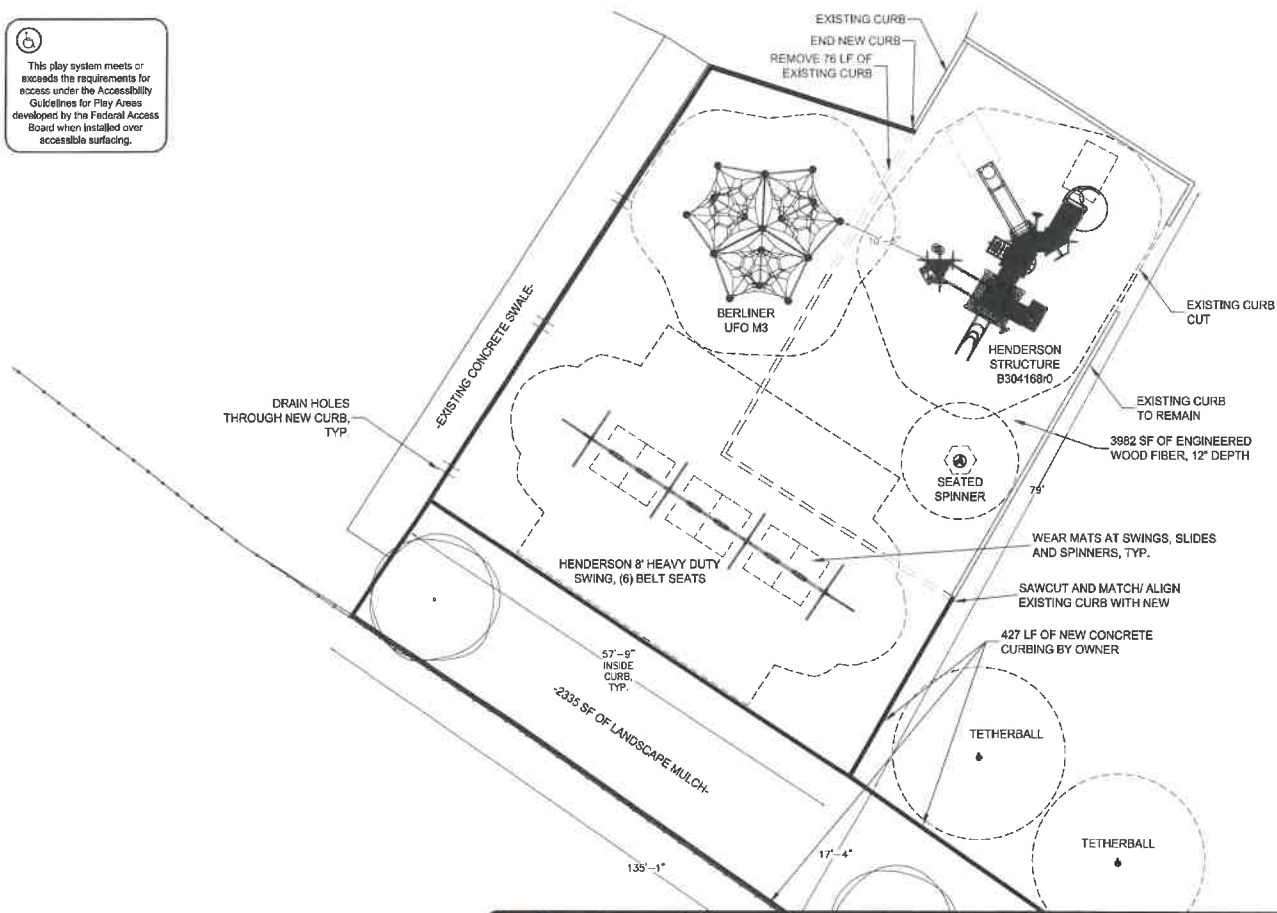 This play system meets or
exceeds the requirements for
access under the Accessibility
Guidelines for Play Areas
developed by the Federal Access
Board when installed over
accessible surfacing.
EXISTING CURB
END NEW CURB
REMOVE 76 LF OF
EXISTING CURB
BERLINER
UFO M3
HENDERSON
STRUCTURE
B304168r0
EXISTING CURB
CUT
-EXISTING CONCRETE SWALE-
DRAIN HOLES
THROUGH NEW CURB,
TYP.
EXISTING CURB
TO REMAIN
3982 SF OF ENGINEERED
WOOD FIBER, 12" DEPTH
SEATED
SPINNER
79'
WEAR MATS AT SWINGS, SLIDES
AND SPINNERS, TYP.
HENDERSON 8' HEAVY DUTY
SWING, (6) BELT SEATS
SAWCUT AND MATCH/ ALIGN
EXISTING CURB WITH NEW
427 LF OF NEW CONCRETE
CURBING BY OWNER
57'-9"
INSIDE
CURB,
TYP.
-2335 SF OF LANDSCAPE MULCH-
TETHERBALL
TETHERBALL
17'-4"
135'-1"